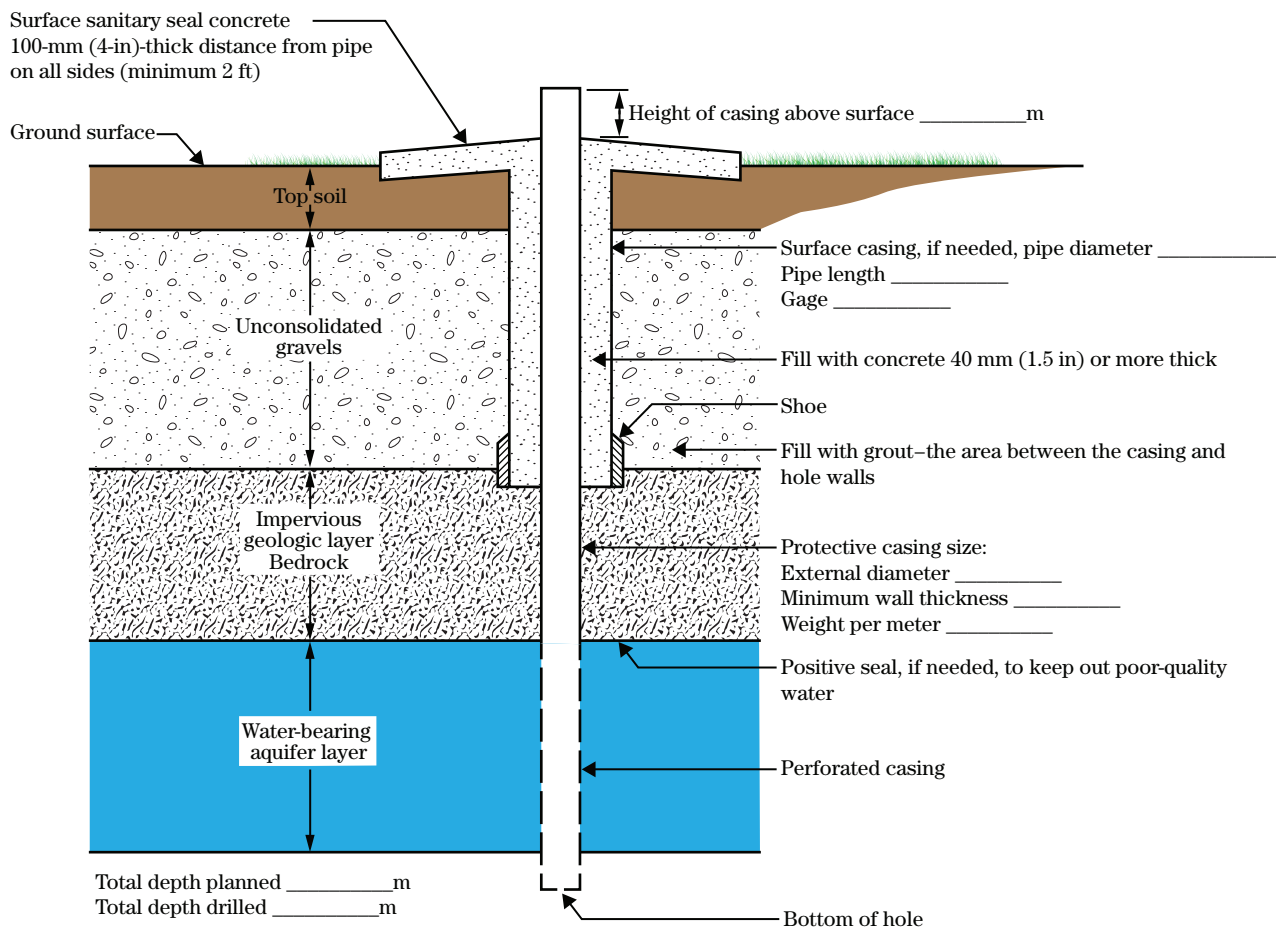 Surface sanitary seal concrete
100-mm (4-in)-thick distance from pipe
on all sides (minimum 2 ft)
Height of casing above surface __________m
Ground surface
Top soil
Surface casing, if needed, pipe diameter ___________
Pipe length ___________
Gage ___________
Unconsolidated
gravels
Fill with concrete 40 mm (1.5 in) or more thick
Shoe
Fill with grout–the area between the casing and
hole walls
Impervious
geologic layer
Bedrock
Protective casing size:
External diameter __________
Minimum wall thickness __________
Weight per meter __________
Positive seal, if needed, to keep out poor-quality
water
Water-bearing
aquifer layer
Perforated casing
Total depth planned __________m
Total depth drilled __________m
Bottom of hole